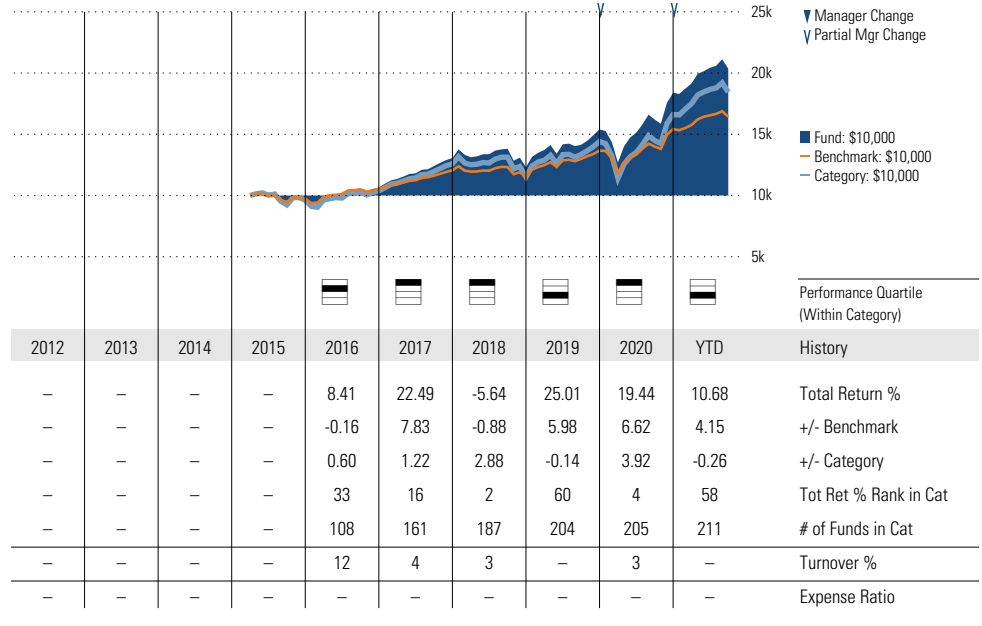 25k
20k
15k
10k
5k
Manager Change
Partial Mgr Change
Fund: $10,000
Benchmark: $10,000
Category: $10,000
Performance Quartile
(Within Category)
2012 2013 2014 2015 2016 2017 2018 2019 2020 YTD History
– – – – 8.41 22.49 -5.64 25.01 19.44 10.68 Total Return %
– – – – -0.16 7.83 -0.88 5.98 6.62 4.15 +/- Benchmark
– – – – 0.60 1.22 2.88 -0.14 3.92 -0.26 +/- Category
– – – – 33 16 2 60 4 58 Tot Ret % Rank in Cat
– – – – 108 161 187 204 205 211 # of Funds in Cat
– – – – 12 4 3 – 3 – Turnover %
– – – – – – – – – – Expense Ratio